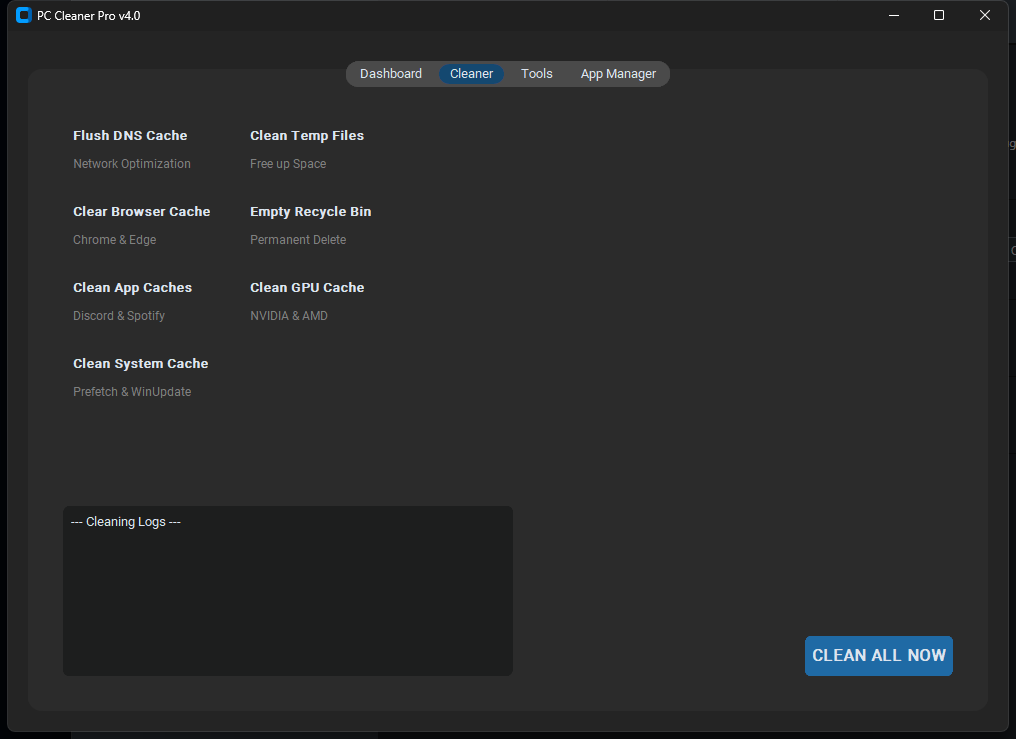 PC Cleaner Pro v4.0
Dashboard Cleaner Tools App Manager
Flush DNS Cache
Network Optimization
Clean Temp Files
Free up Space
Clear Browser Cache
Chrome & Edge
Empty Recycle Bin
Permanent Delete
Clean App Caches
Discord & Spotify
Clean GPU Cache
NVIDIA & AMD
Clean System Cache
Prefetch & WinUpdate
--- Cleaning Logs ---
CLEAN ALL NOW